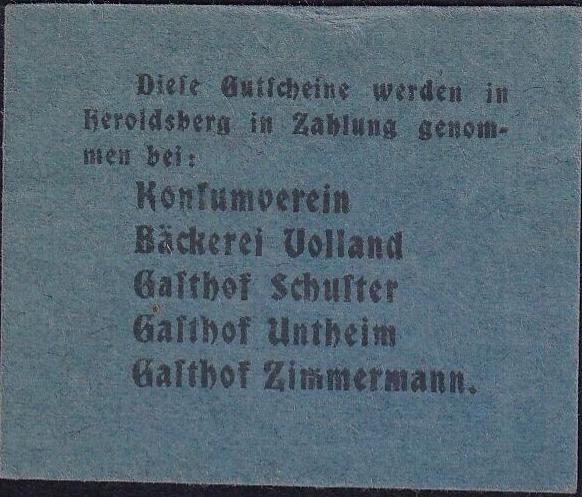 Dieſe Gutſcheine werden in
Heroldsberg in Zahlung genom-
men bei:
Konſumverein
Bäckerei Volland
Gaſthof Schuſter
Gaſthof Untheim
Gaſthof Zimmermann.